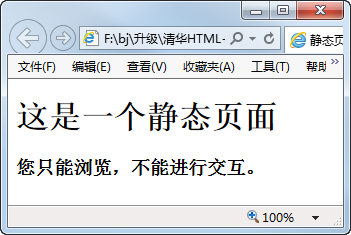 F:\bj\升级\清华HTML-
静态页
文件(F) 编辑(E) 查看(V) 收藏夹(A) 工具(T) 帮助
这是一个静态页面
您只能浏览，不能进行交互。
100%